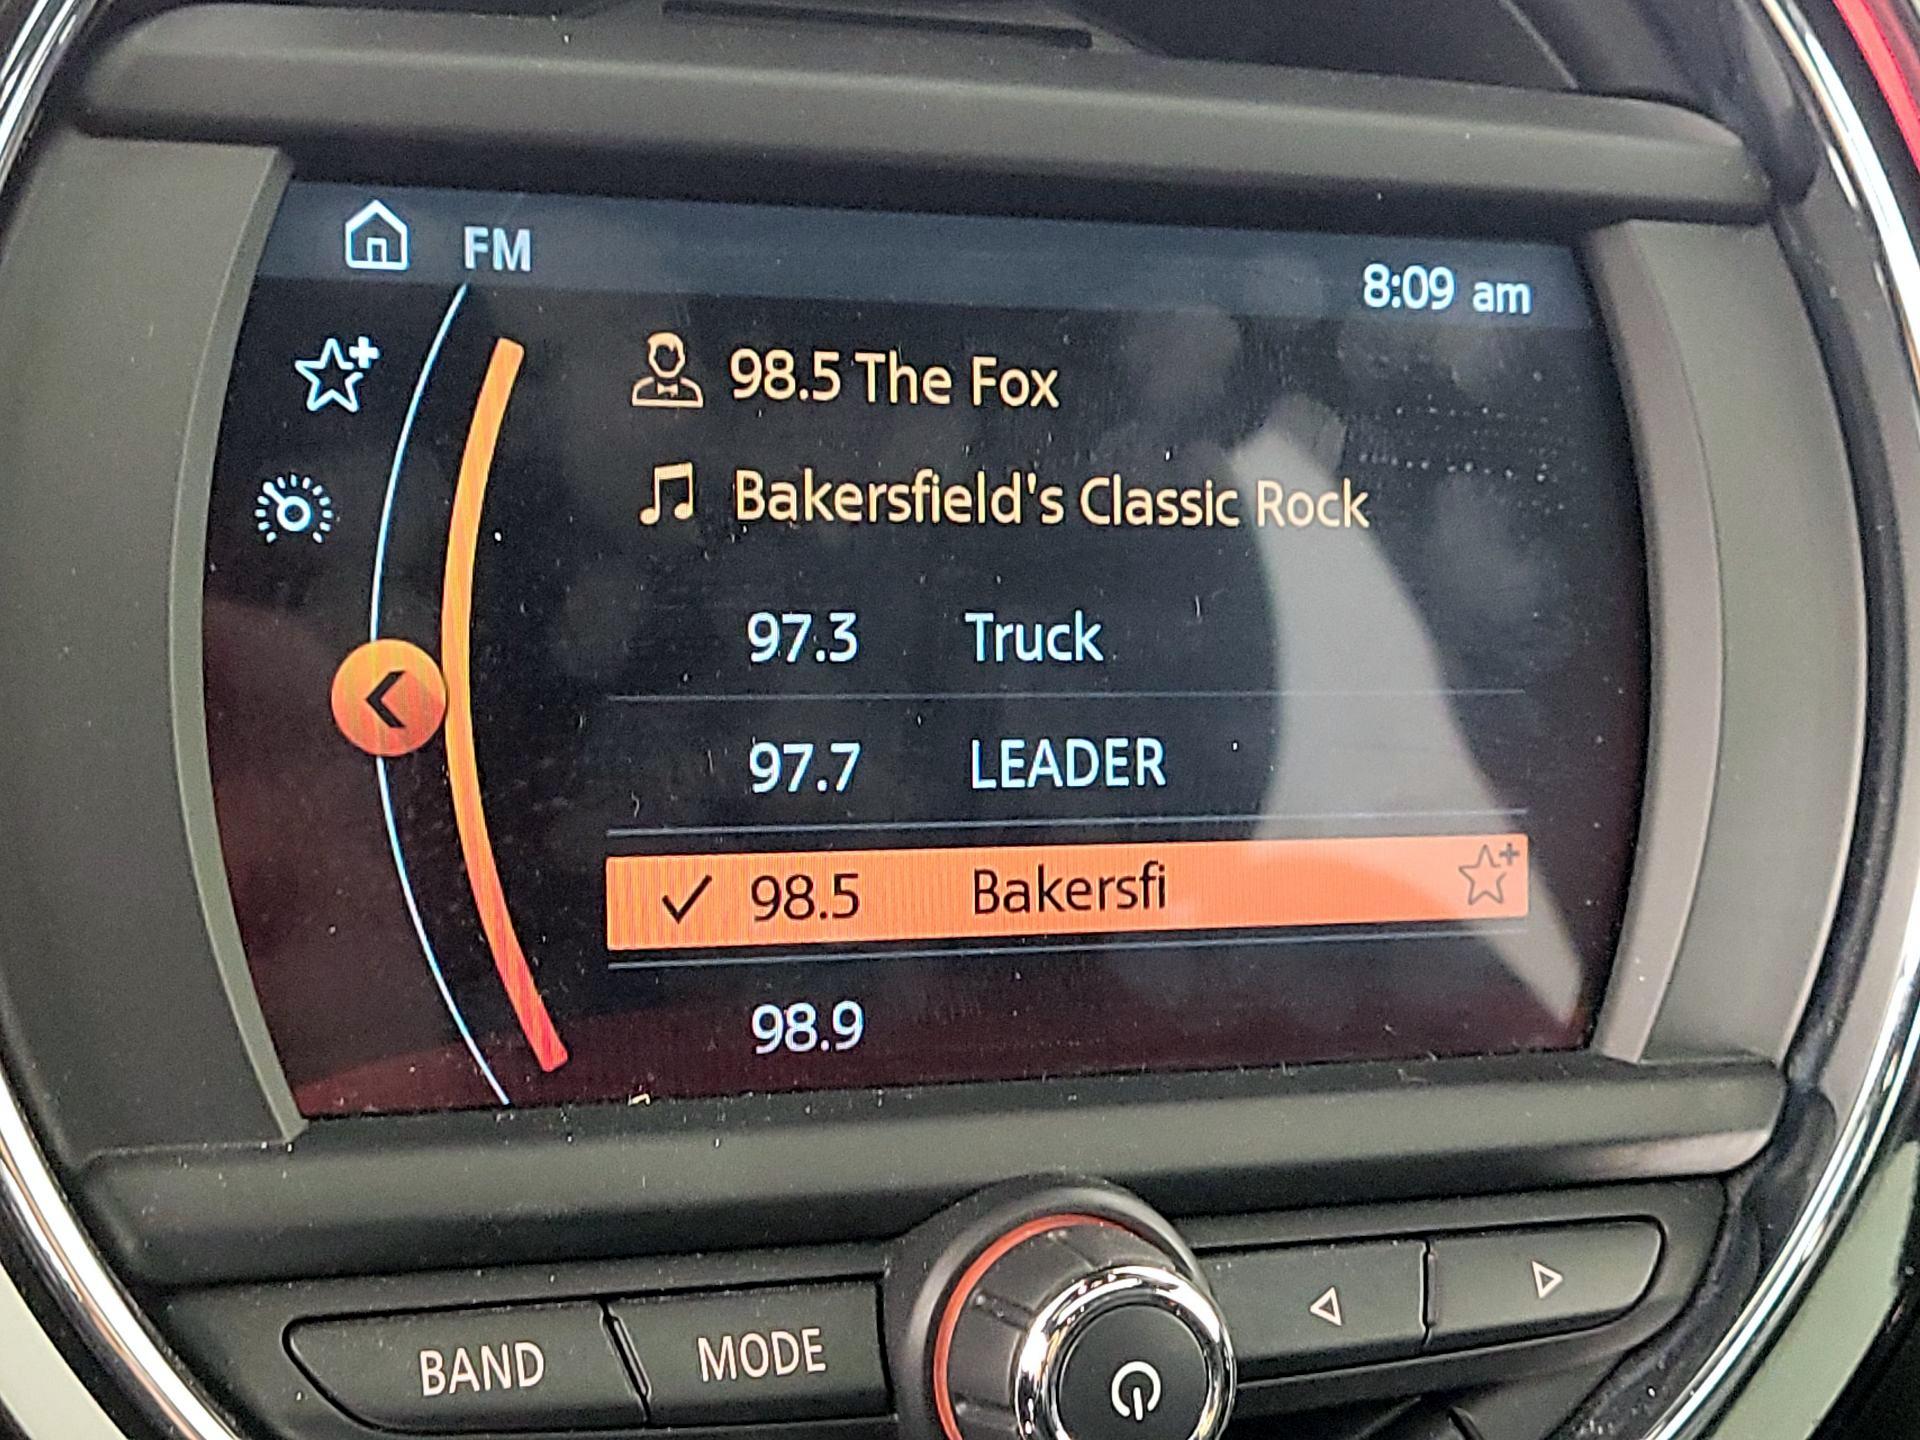 FM
8:09 am
98.5 The Fox
Bakersfield's Classic Rock
97.3 Truck
97.7 LEADER
98.5 Bakersfi
98.9
BAND MODE